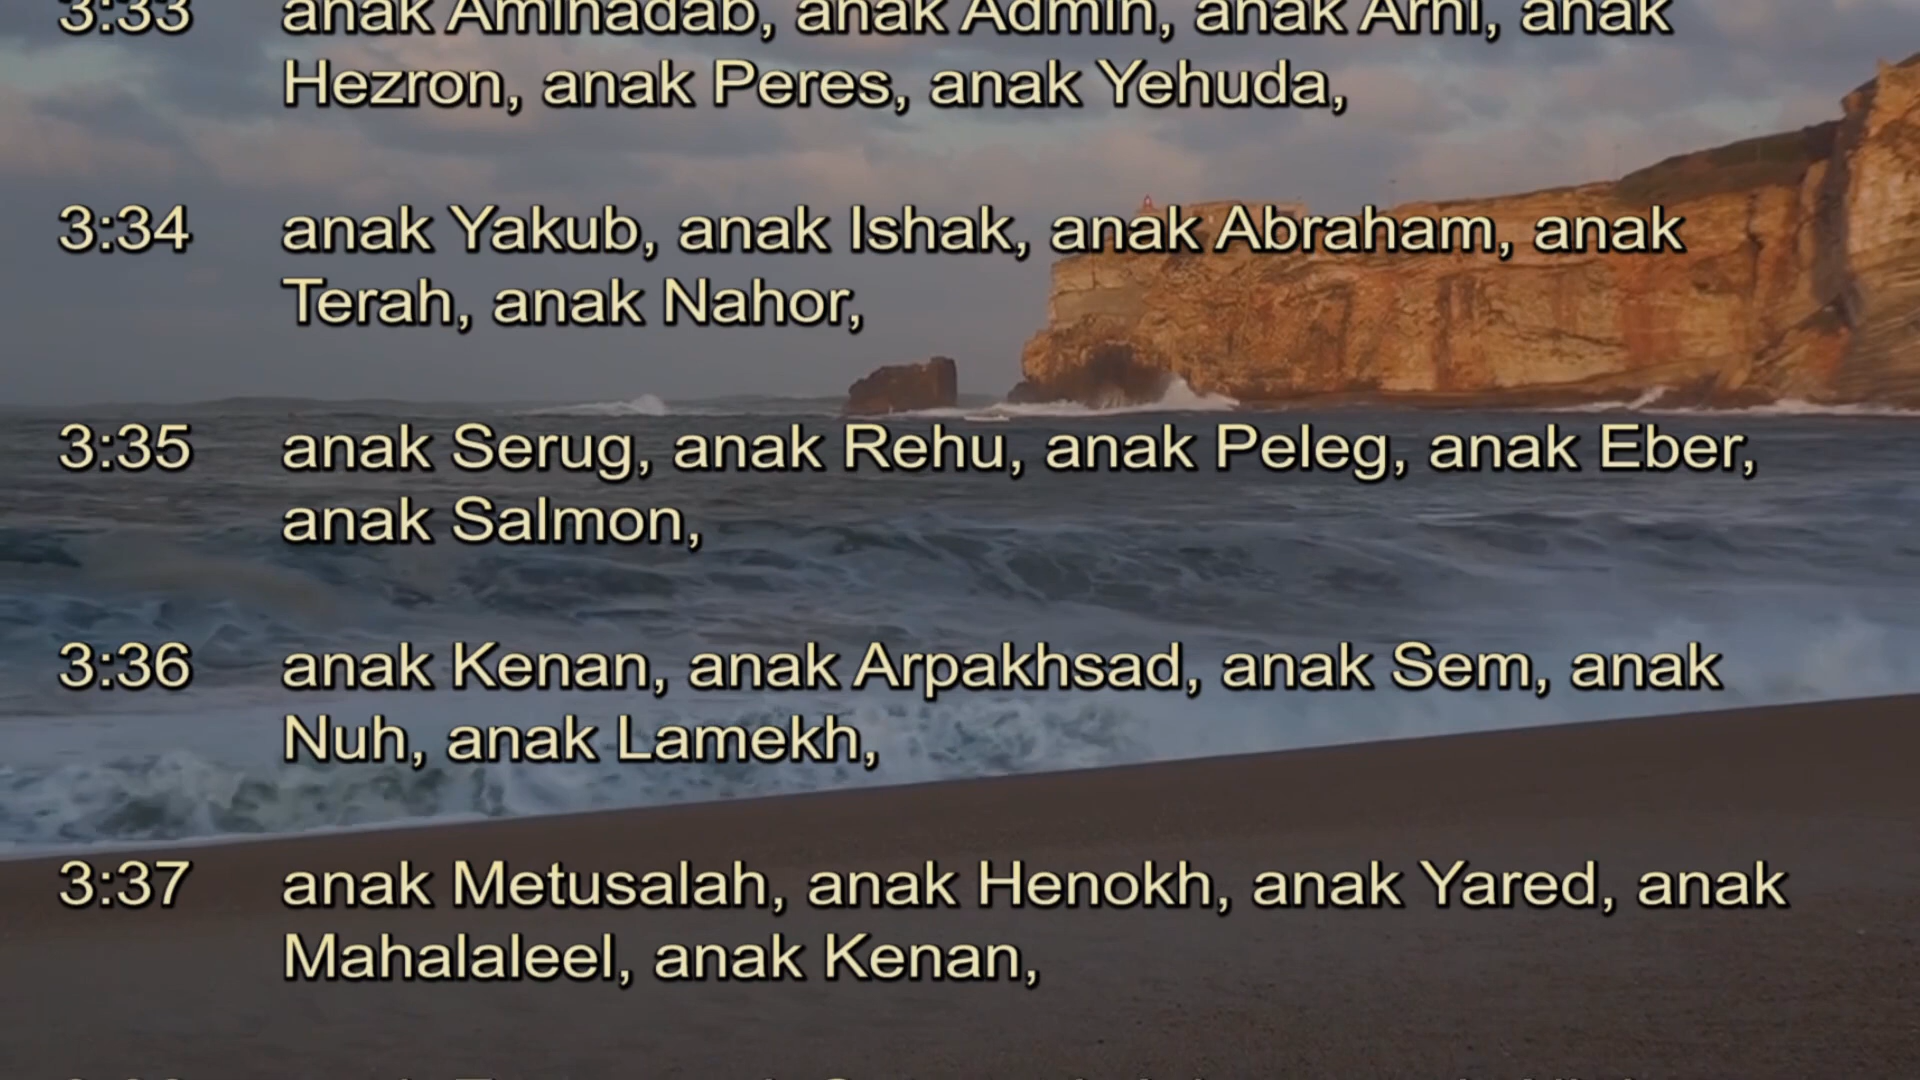 3:33 anak Aminadab, anak Admin, anak Arni, anak
Hezron, anak Peres, anak Yehuda,
3:34 anak Yakub, anak Ishak, anak Abraham, anak
Terah, anak Nahor,
3:35 anak Serug, anak Rehu, anak Peleg, anak Eber,
anak Salmon,
3:36 anak Kenan, anak Arpakhsad, anak Sem, anak
Nuh, anak Lamekh,
3:37 anak Metusalah, anak Henokh, anak Yared, anak
Mahalaleel, anak Kenan,